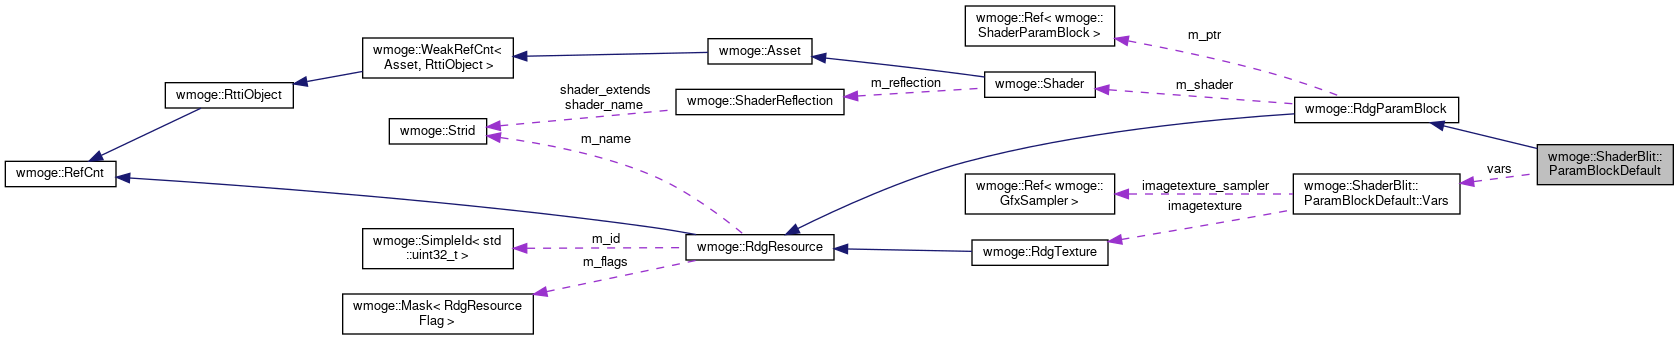 wmoge::Ref< wmoge::
ShaderParamBlock >
m_ptr
wmoge::WeakRefCnt<
Asset, RttiObject >
wmoge::Asset
wmoge::Shader
m_reflection
m_shader
wmoge::RttiObject
shader_extends
shader_name
wmoge::ShaderReflection
wmoge::RdgParamBlock
wmoge::Strid
m_name
wmoge::ShaderBlit::
ParamBlockDefault
vars
wmoge::RefCnt
wmoge::Ref< wmoge::
GfxSampler >
imagetexture_sampler
imagetexture
wmoge::ShaderBlit::
ParamBlockDefault::Vars
wmoge::SimpleId< std
::uint32_t >
m_id
m_flags
wmoge::RdgResource
wmoge::RdgTexture
wmoge::Mask< RdgResource
Flag >